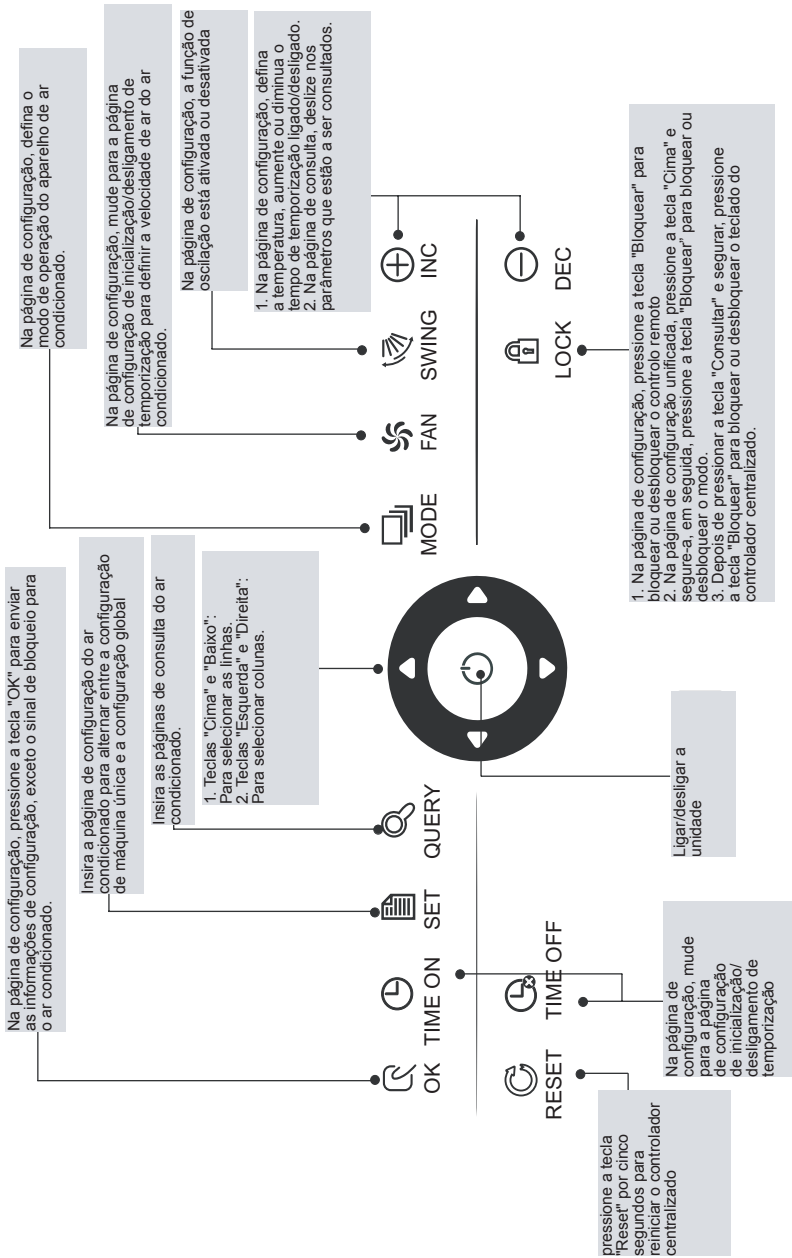 Na página de configuração, pressione a tecla "OK" para enviar
as informações de configuração, exceto o sinal de bloqueio para
o ar condicionado.
Insira a página de configuração do ar
condicionado para alternar entre a configuração
de máquina única e a configuração global
Insira as páginas de consulta do ar
condicionado.
1. Teclas "Cima" e "Baixo":
Para selecionar as linhas.
2. Teclas "Esquerda" e "Direita":
Para selecionar colunas.
Na página de configuração, defina o
modo de operação do aparelho de ar
condicionado.
Na página de configuração, mude para a página
de configuração de inicialização/desligamento de
temporização para definir a velocidade de ar do ar
condicionado.
Na página de configuração, a função de
oscilação está ativada ou desativada
1. Na página de configuração, defina
a temperatura, aumente ou diminua o
tempo de temporização ligado/desligado.
2. Na página de consulta, deslize nos
parâmetros que estão a ser consultados.
OK
TIME ON
SET
QUERY
MODE
FAN
SWING
INC
RESET
TIME OFF
LOCK
DEC
pressione a tecla
"Reset" por cinco
segundos para
reiniciar o controlador
centralizado
Na página de
configuração, mude
para a página
de configuração
de inicialização/
desligamento de
temporização
Ligar/desligar a
unidade
1. Na página de configuração, pressione a tecla "Bloquear" para
bloquear ou desbloquear o controlo remoto
2. Na página de configuração unificada, pressione a tecla "Cima" e
segure-a, em seguida, pressione a tecla "Bloquear" para bloquear ou
desbloquear o modo.
3. Depois de pressionar a tecla "Consultar" e segurar, pressione
a tecla "Bloquear" para bloquear ou desbloquear o teclado do
controlador centralizado.